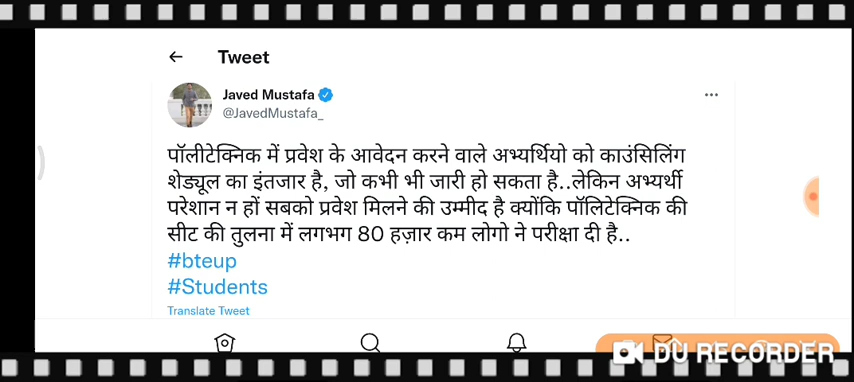 Tweet
Javed Mustafa
@JavedMustafa_
पॉलीटेक्निक में प्रवेश के आवेदन करने वाले अभ्यर्थियो को काउंसिलिंग
शेड्यूल का इंतजार है, जो कभी भी जारी हो सकता है..लेकिन अभ्यर्थी
परेशान न हों सबको प्रवेश मिलने की उम्मीद है क्योंकि पॉलिटेक्निक की
सीट की तुलना में लगभग 80 हज़ार कम लोगो ने परीक्षा दी है..
#bteup
#Students
Translate Tweet
DU RECORDER